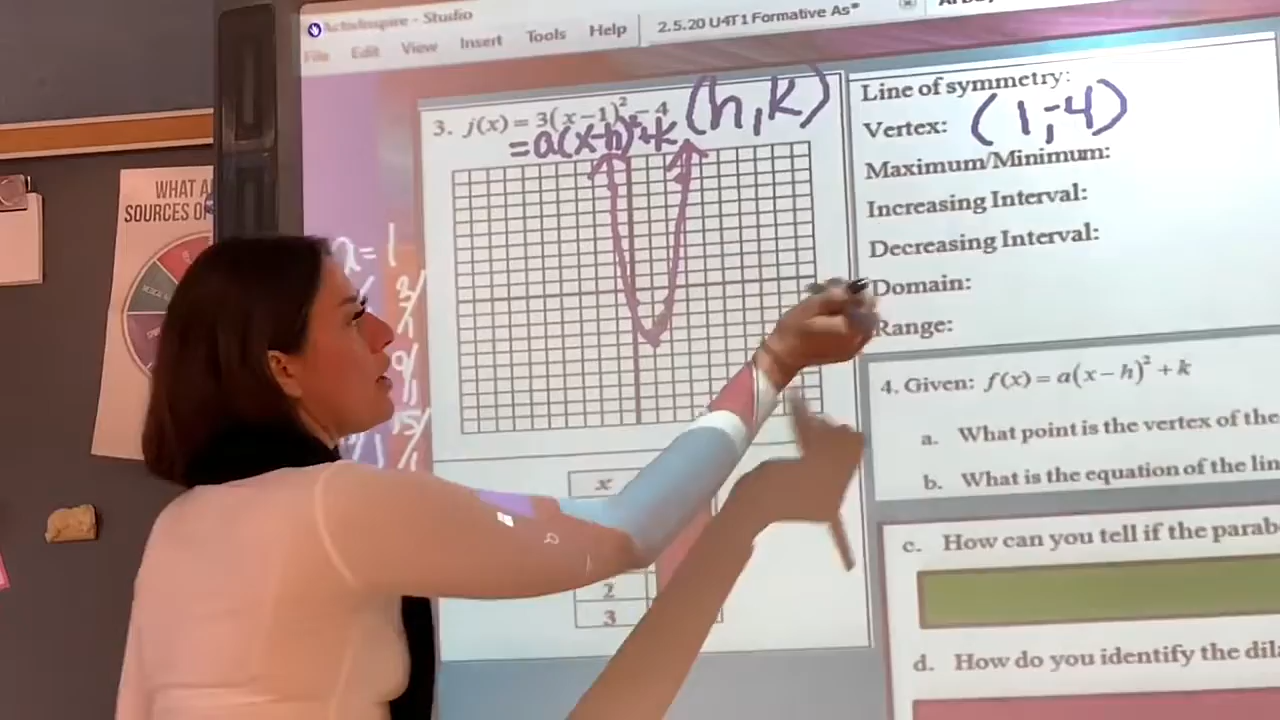 ActivInspire - Studio
File Edit View Insert Tools Help
2.5.20 U4T1 Formative As*
WHAT A
SOURCES OF
3. j(x) = 3(x−1)² − 4
(h,k)
= a(x-h)²+k
Line of symmetry:
Vertex: (1,-4)
Maximum/Minimum:
Increasing Interval:
Decreasing Interval:
Domain:
Range:
4. Given: f(x) = a(x − h)² + k
a. What point is the vertex of the
b. What is the equation of the lin
c. How can you tell if the parab
d. How do you identify the dila
x
2
3